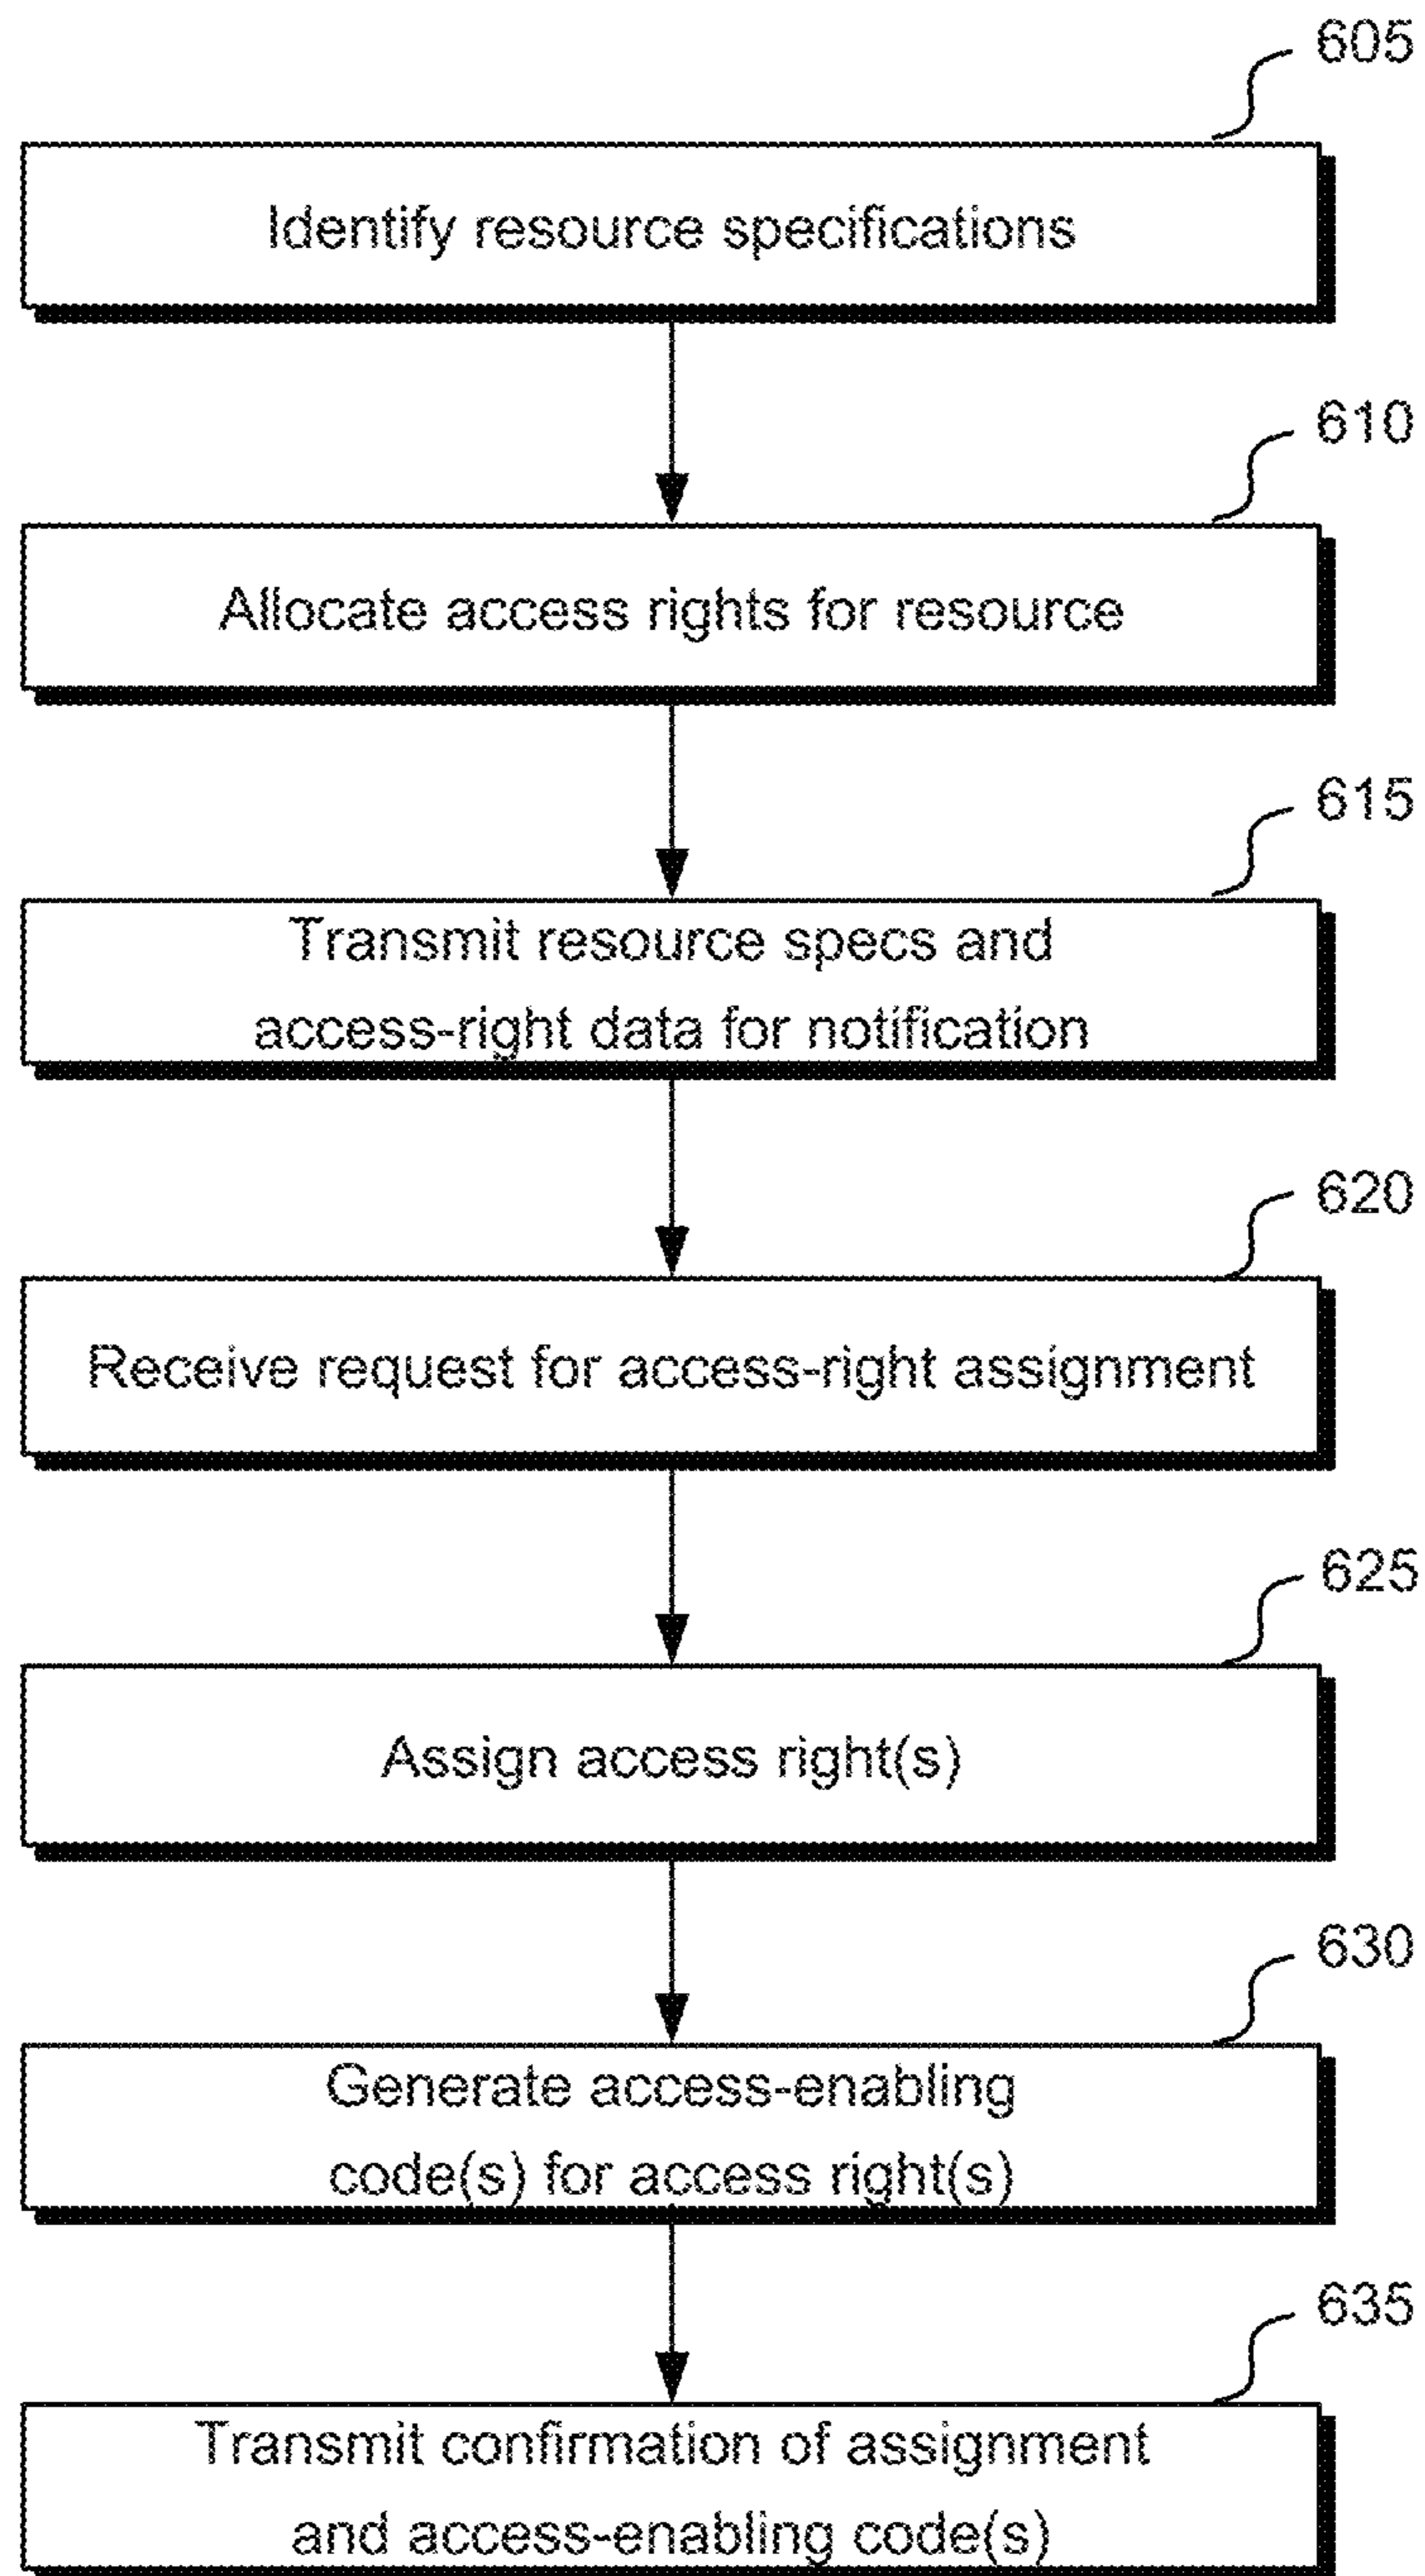 605
Identify resource specifications
610
Allocate access rights for resource
615
Transmit resource specs and
access-right data for notification
620
Receive request for access-right assignment
625
Assign access right(s)
630
Generate access-enabling
code(s) for access right(s)
635
Transmit confirmation of assignment
and access-enabling code(s)